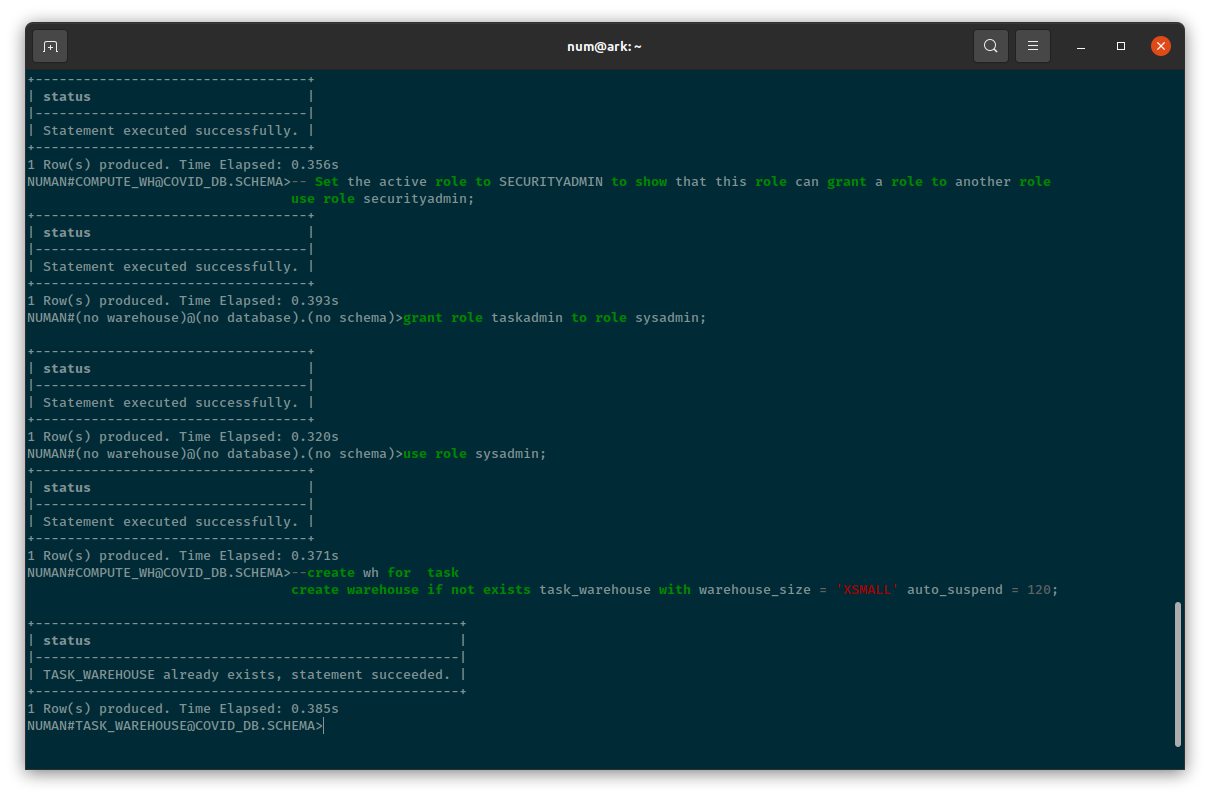 num@ark: ~
+----------------------------------+
| status                           |
|----------------------------------|
| Statement executed successfully. |
+----------------------------------+
1 Row(s) produced. Time Elapsed: 0.356s
NUMAN#COMPUTE_WH@COVID_DB.SCHEMA>-- Set the active role to SECURITYADMIN to show that this role can grant a role to another role
                                 use role securityadmin;
+----------------------------------+
| status                           |
|----------------------------------|
| Statement executed successfully. |
+----------------------------------+
1 Row(s) produced. Time Elapsed: 0.393s
NUMAN#(no warehouse)@(no database).(no schema)>grant role taskadmin to role sysadmin;
+----------------------------------+
| status                           |
|----------------------------------|
| Statement executed successfully. |
+----------------------------------+
1 Row(s) produced. Time Elapsed: 0.320s
NUMAN#(no warehouse)@(no database).(no schema)>use role sysadmin;
+----------------------------------+
| status                           |
|----------------------------------|
| Statement executed successfully. |
+----------------------------------+
1 Row(s) produced. Time Elapsed: 0.371s
NUMAN#COMPUTE_WH@COVID_DB.SCHEMA>--create wh for  task
                                 create warehouse if not exists task_warehouse with warehouse_size = 'XSMALL' auto_suspend = 120;
+-----------------------------------------------------+
| status                                              |
|-----------------------------------------------------|
| TASK_WAREHOUSE already exists, statement succeeded. |
+-----------------------------------------------------+
1 Row(s) produced. Time Elapsed: 0.385s
NUMAN#TASK_WAREHOUSE@COVID_DB.SCHEMA>